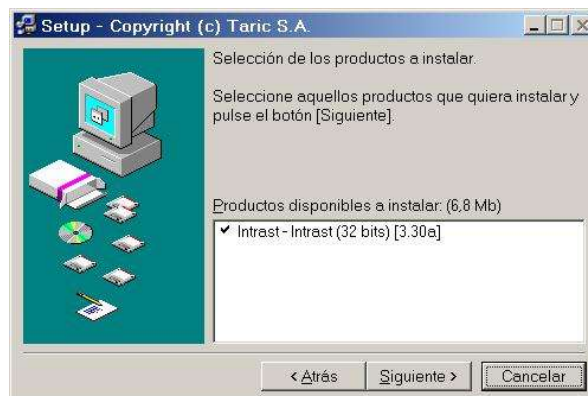 Setup - Copyright (c) Taric S.A.
Selección de los productos a instalar.
Seleccione aquellos productos que quiera instalar y
pulse el botón [Siguiente].
Productos disponibles a instalar: (6,8 Mb)
Intrast - Intrast (32 bits) [3.30a]
< Atrás
Siguiente >
Cancelar